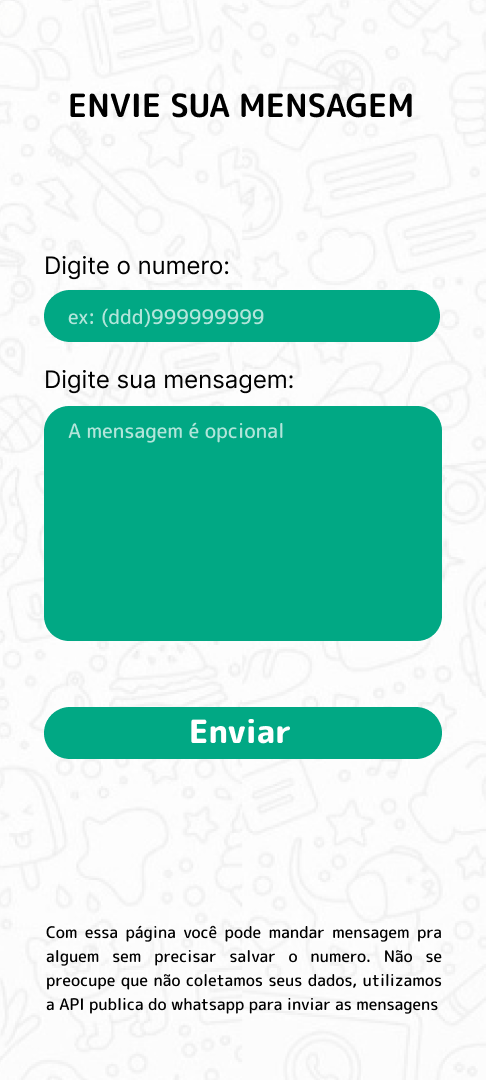 ENVIE SUA MENSAGEM
Digite o numero:
ex: (ddd)999999999
Digite sua mensagem:
A mensagem é opcional
Enviar
Com essa página você pode mandar mensagem pra
alguem sem precisar salvar o numero. Não se
preocupe que não coletamos seus dados, utilizamos
a API publica do whatsapp para inviar as mensagens